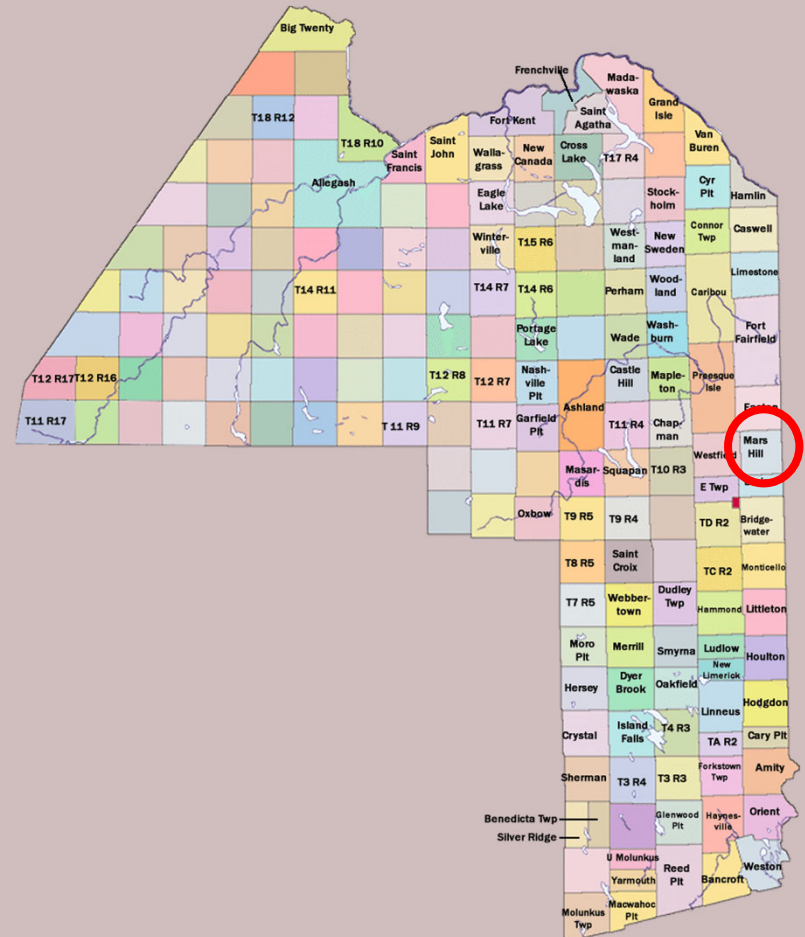 Big Twenty
Frenchville
Mada-
waska
Grand
Isle
T18 R12
Fort Kent
Saint
Agatha
Van
Buren
T18 R10
Saint
Francis
Saint
John
Walla-
grass
New
Canada
Cross
Lake
T17 R4
Allegash
Eagle
Lake
Stock-
holm
Cyr
Plt
Hamlin
Winter-
ville
T15 R6
West-
man-
land
New
Sweden
Connor
Twp
Caswell
T14 R11
T14 R7
T14 R6
Perham
Wood-
land
Caribou
Limestone
Portage
Lake
Wade
Wash-
burn
Fort
Fairfield
T12 R17
T12 R16
T12 R8
T12 R7
Nash-
ville
Plt
Ashland
Castle
Hill
Maple-
ton
Preesque
Isle
Easton
T11 R17
T 11 R9
T11 R7
Garfield
Plt
T11 R4
Chap-
man
Mars
Hill
Westfield
Masar-
dis
Squapan
T10 R3
E Twp
Oxbow
T9 R5
T9 R4
TD R2
Bridge-
water
T8 R5
Saint
Croix
TC R2
Monticello
T7 R5
Webber-
town
Dudley
Twp
Hammond
Littleton
Moro
Plt
Merrill
Smyrna
Ludlow
New
Limerick
Houlton
Hersey
Dyer
Brook
Oakfield
Linneus
Hodgdon
Crystal
Island
Falls
T4 R3
TA R2
Cary Plt
Sherman
T3 R4
T3 R3
Forkstown
Twp
Amity
Benedicta Twp
Silver Ridge
Glenwood
Plt
Haynes-
ville
Orient
U Molunkus
Yarmouth
Reed
Plt
Bancroft
Weston
Molunkus
Twp
Macwahoc
Plt